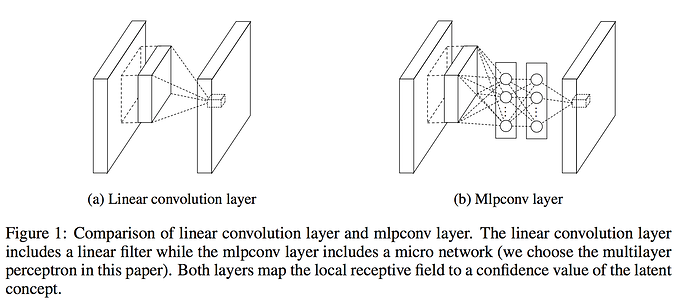 (a) Linear convolution layer
(b) Mlpconv layer
Figure 1: Comparison of linear convolution layer and mlpconv layer. The linear convolution layer
includes a linear filter while the mlpconv layer includes a micro network (we choose the multilayer
perceptron in this paper). Both layers map the local receptive field to a confidence value of the latent
concept.